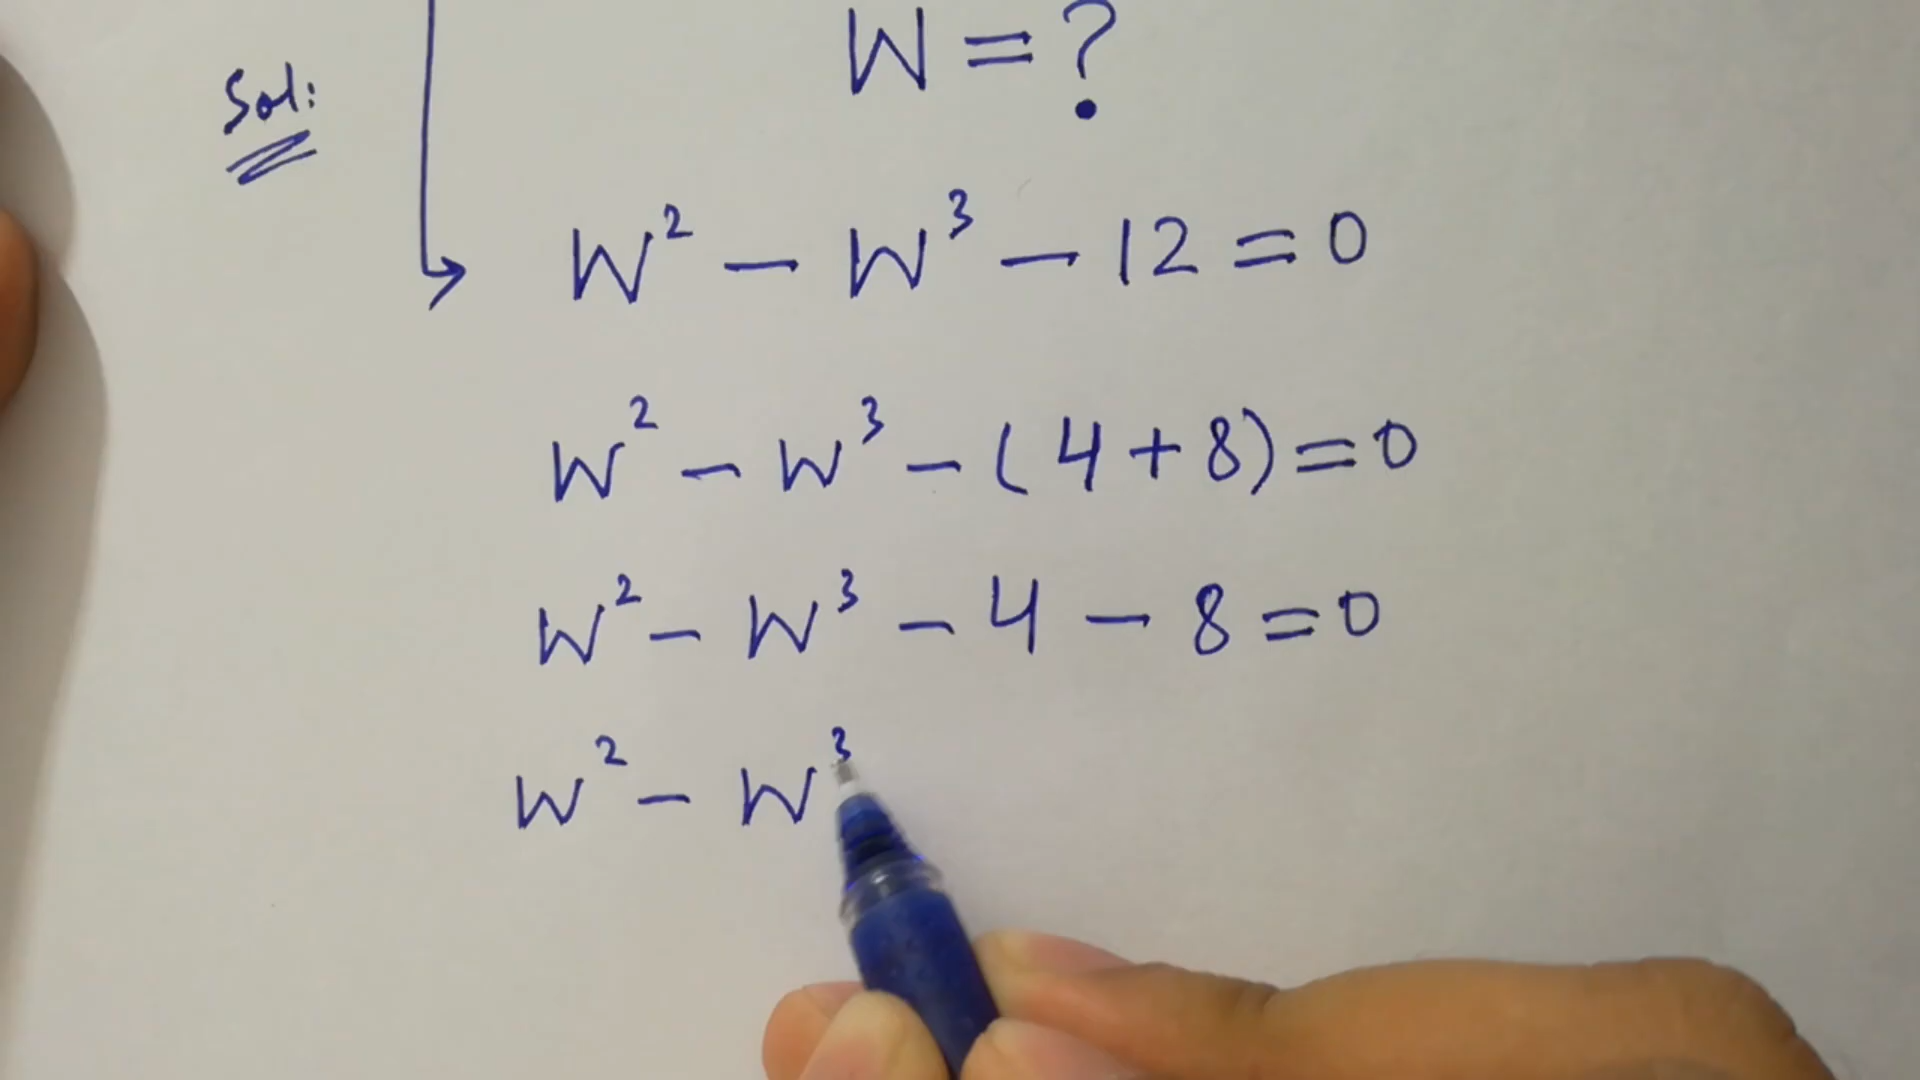 W = ?
Sol:
W² - W³ - 12 = 0
W² - W³ - (4 + 8) = 0
W² - W³ - 4 - 8 = 0
W² - W³